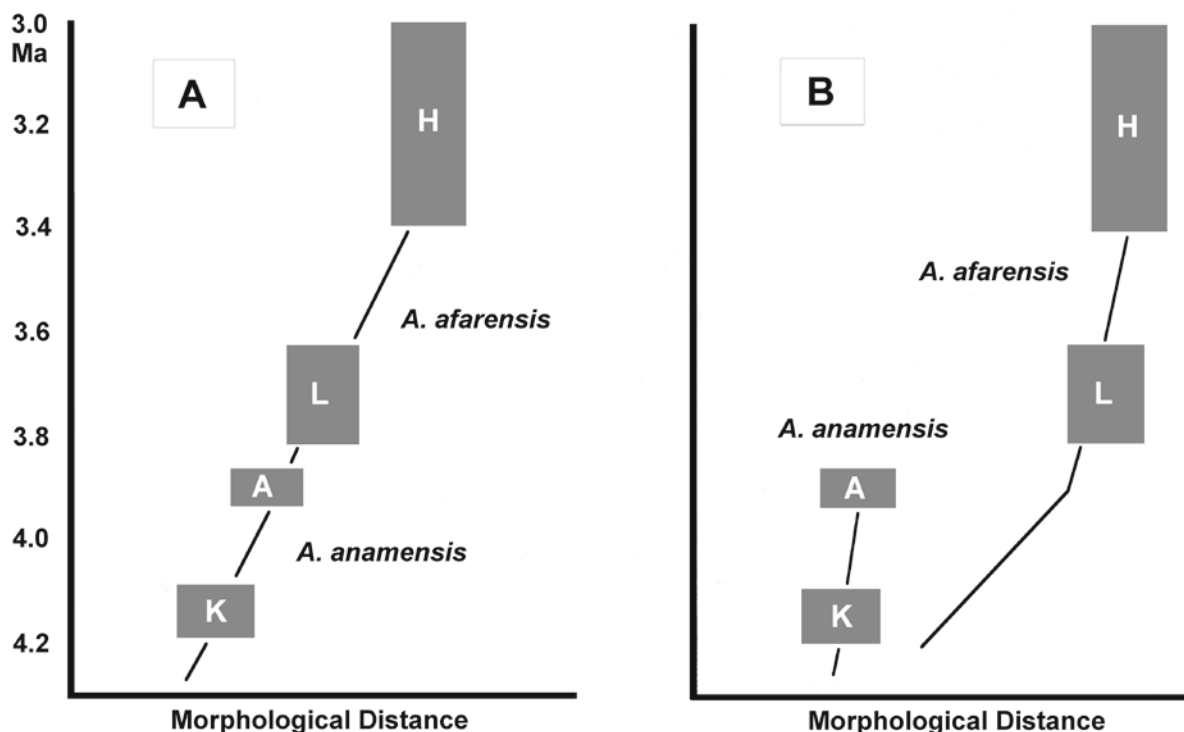 3.0
Ma
3.2
3.4
3.6
3.8
4.0
4.2
A
H
A. afarensis
L
A
A. anamensis
K
Morphological Distance
B
H
A. afarensis
L
A. anamensis
A
K
Morphological Distance